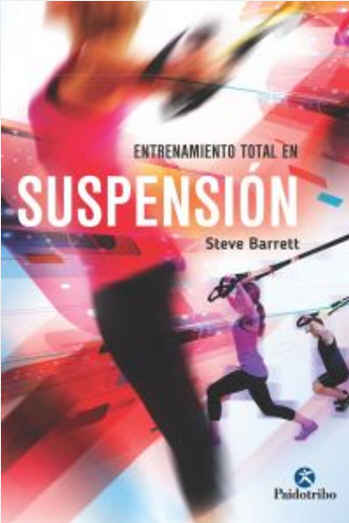 ENTRENAMIENTO TOTAL EN
SUSPENSIÓN
Steve Barrett
Paidotribo